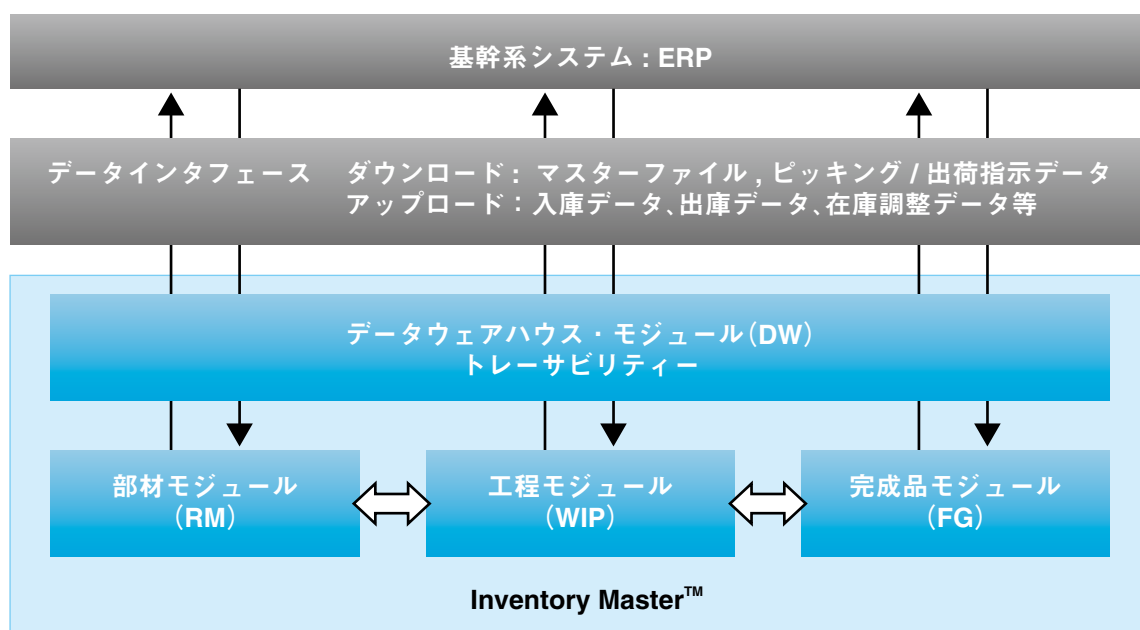 基幹系システム : ERP
データインタフェース ダウンロード : マスターファイル , ピッキング / 出荷指示データ
アップロード : 入庫データ、出庫データ、在庫調整データ等
データウェアハウス・モジュール(DW)
トレーサビリティー
部材モジュール
(RM)
工程モジュール
(WIP)
完成品モジュール
(FG)
Inventory Master™